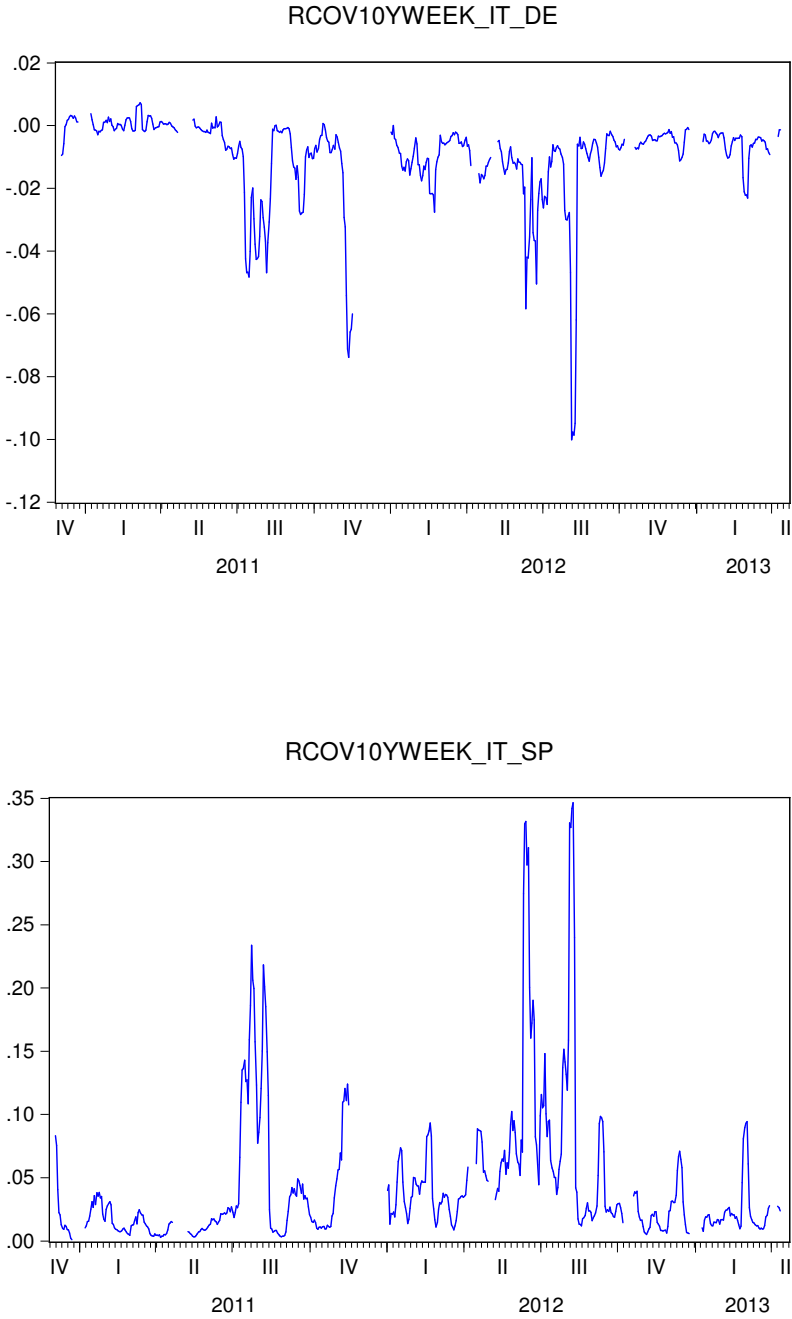 RCOV10YWEEK_IT_DE
.02
.00
-.02
-.04
-.06
-.08
-.10
-.12
IV I II III IV I II III IV I II
2011 2012 2013
RCOV10YWEEK_IT_SP
.35
.30
.25
.20
.15
.10
.05
.00
IV I II III IV I II III IV I II
2011 2012 2013